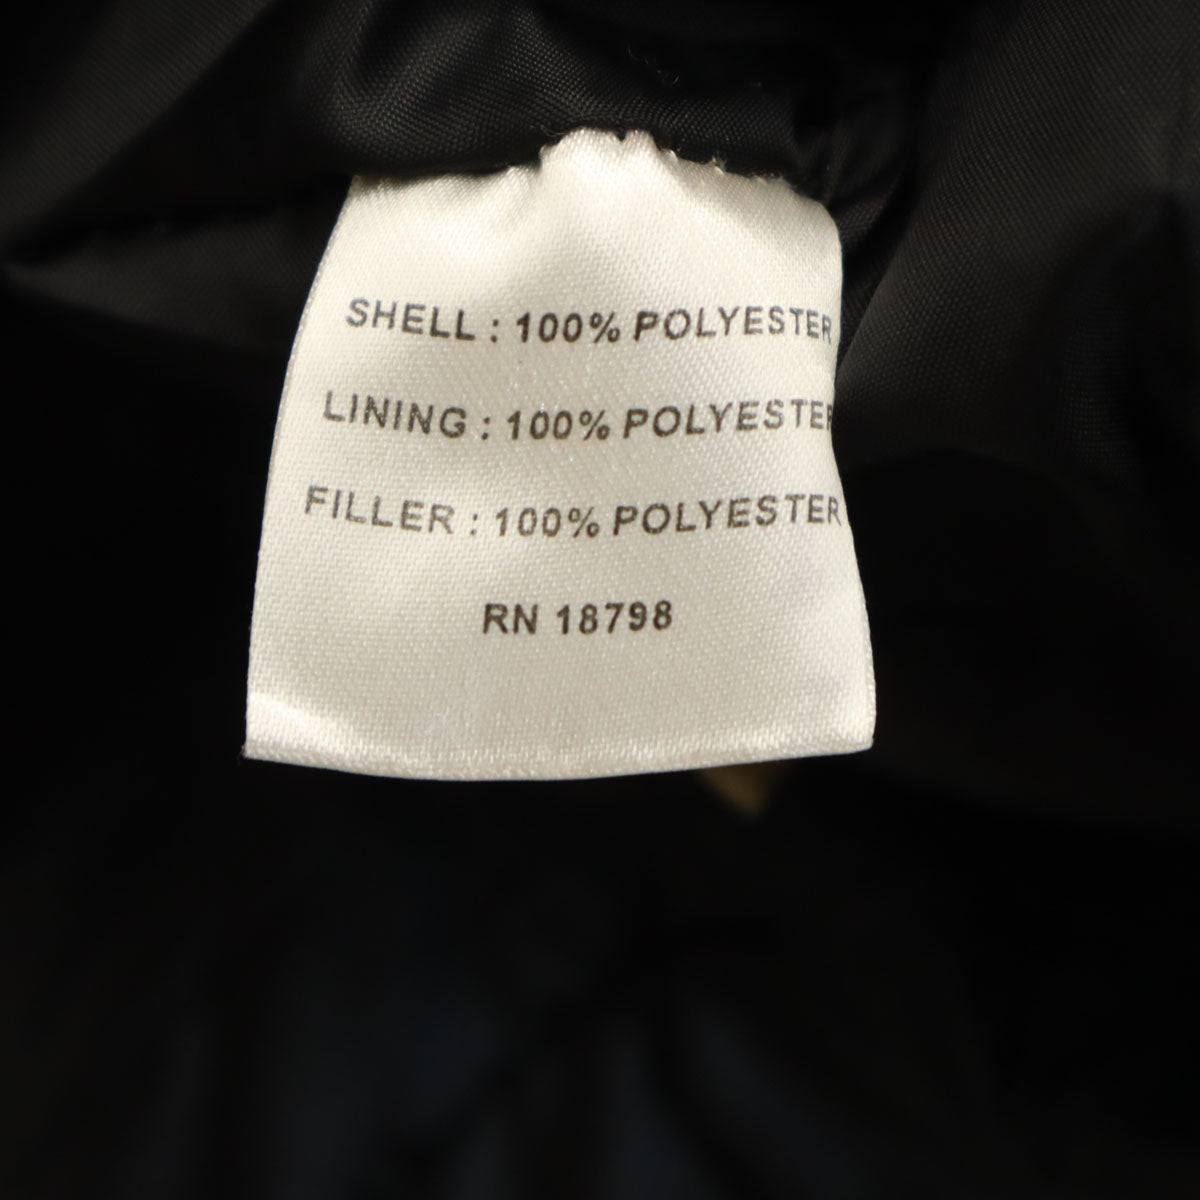 SHELL : 100% POLYESTER
LINING : 100% POLYESTER
FILLER : 100% POLYESTER
RN 18798